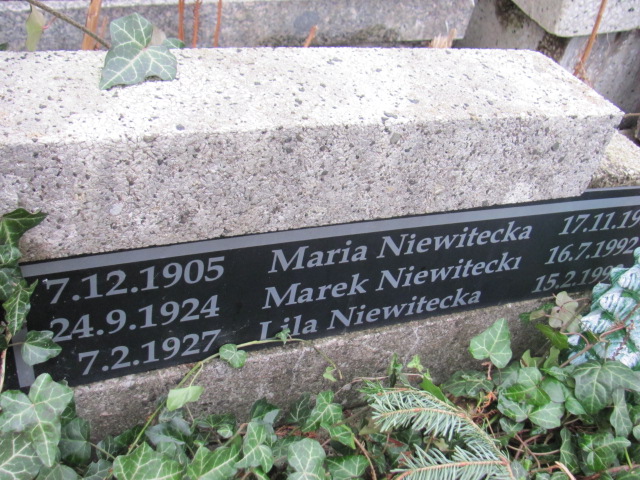 7.12.1905 Maria Niewitecka 17.11.1
24.9.1924 Marek Niewitecki 16.7.1992
7.2.1927 Lila Niewitecka 15.2.199